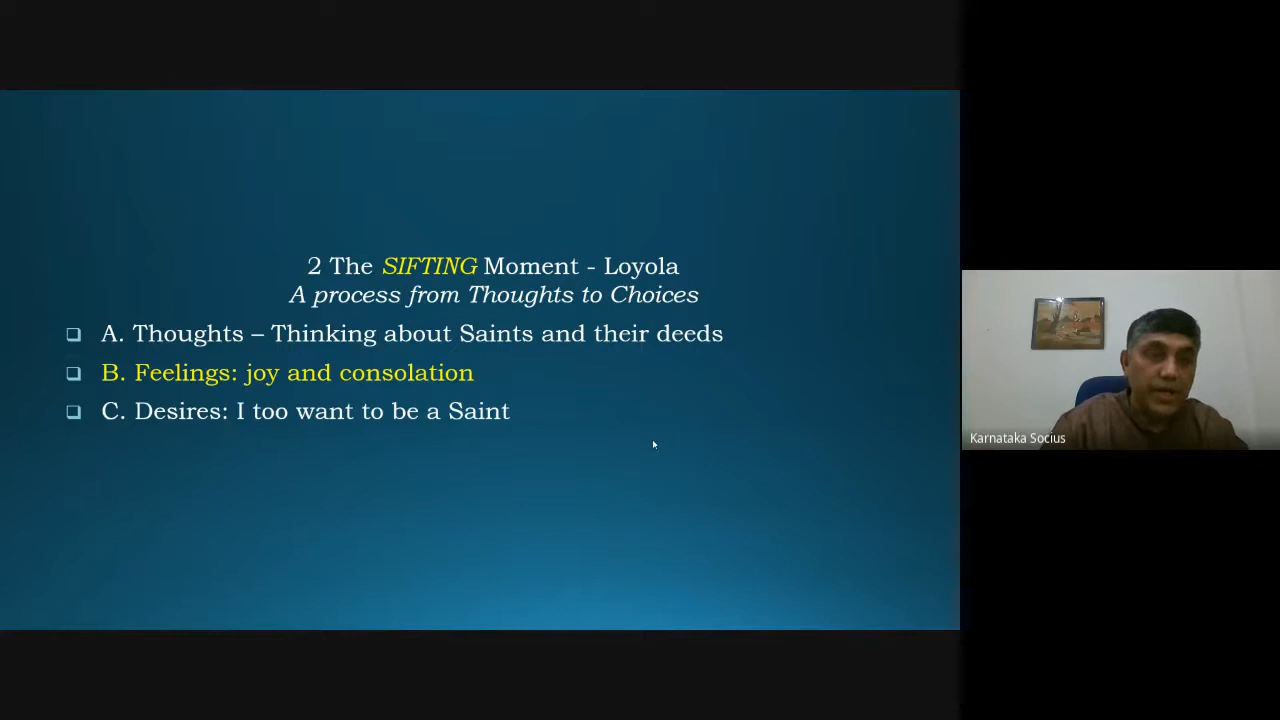 2 The SIFTING Moment - Loyola
A process from Thoughts to Choices
❑ A. Thoughts – Thinking about Saints and their deeds
❑ B. Feelings: joy and consolation
❑ C. Desires: I too want to be a Saint
Karnataka Socius